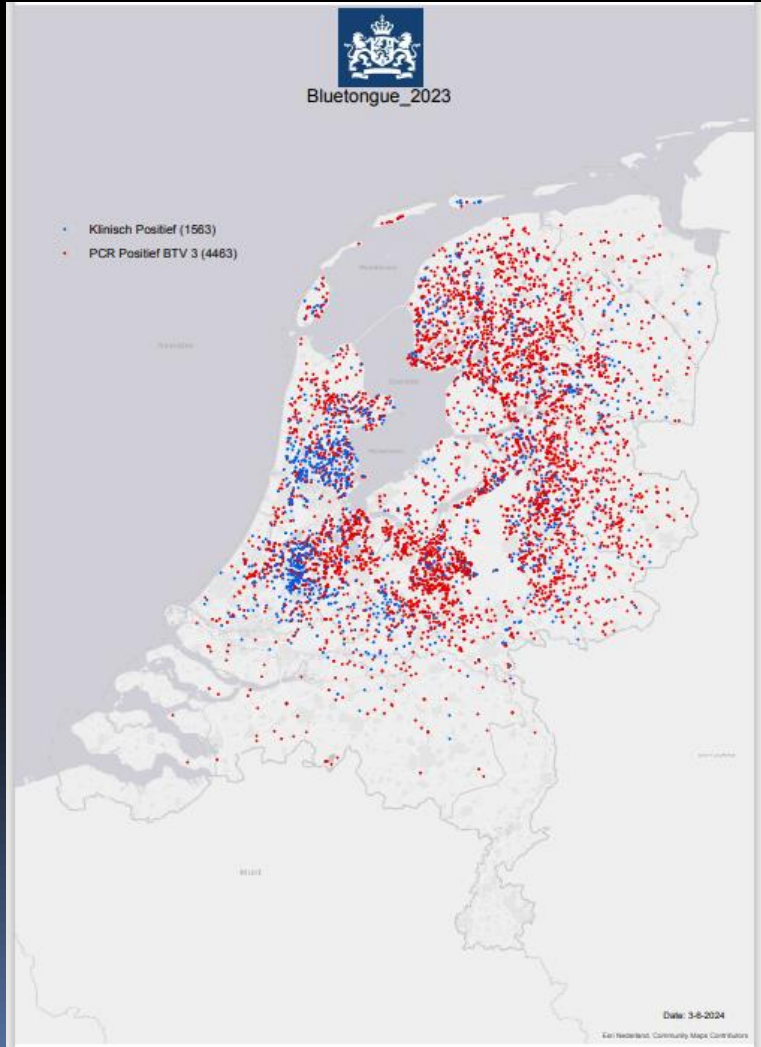 Bluetongue_2023
Klinisch Positief (1563)
PCR Positief BTV 3 (4463)
Date: 3-6-2024
Esri Nederland, Community Maps Contributors